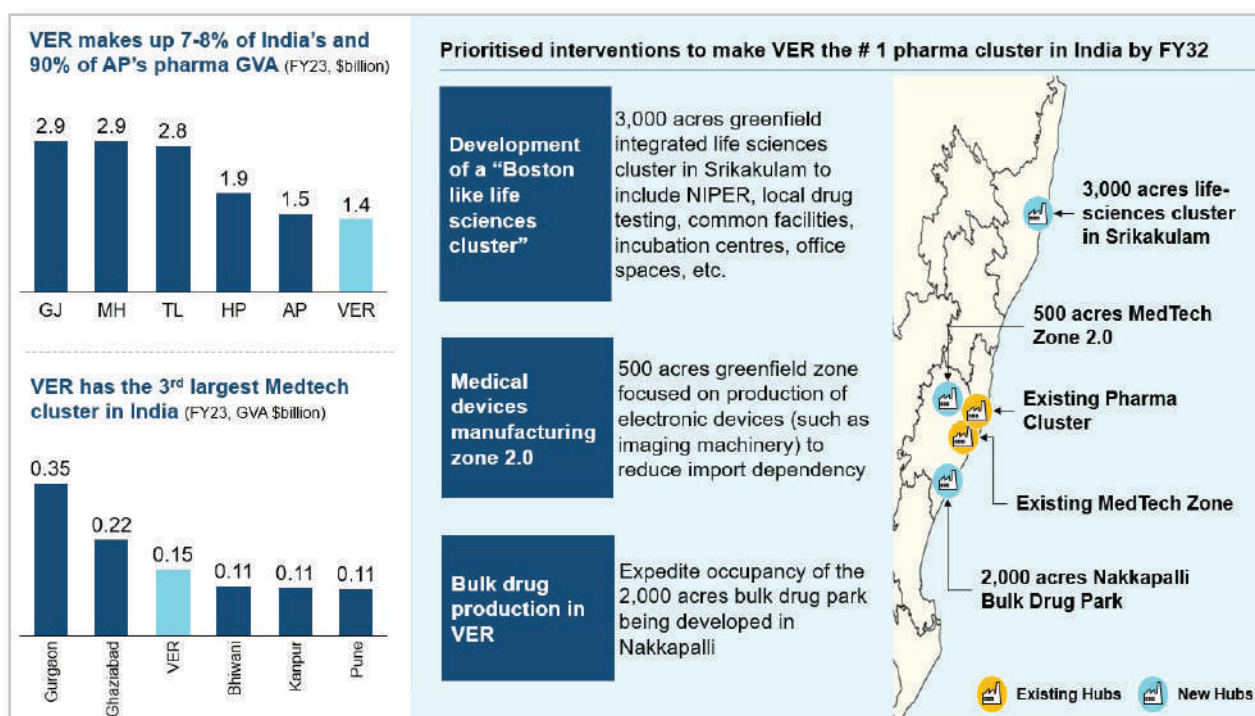 VER makes up 7-8% of India's and
90% of AP's pharma GVA (FY23, $billion)
2.9
2.9
2.8
1.9
1.5
1.4
GJ
MH
TL
HP
AP
VER
VER has the 3rd largest Medtech
cluster in India (FY23, GVA $billion)
0.35
0.22
0.15
0.11
0.11
0.11
Gurgaon
Ghaziabad
VER
Bhiwani
Kanpur
Pune
Prioritised interventions to make VER the # 1 pharma cluster in India by FY32
Development
of a “Boston
like life
sciences
cluster”
3,000 acres greenfield
integrated life sciences
cluster in Srikakulam to
include NIPER, local drug
testing, common facilities,
incubation centres, office
spaces, etc.
Medical
devices
manufacturing
zone 2.0
500 acres greenfield zone
focused on production of
electronic devices (such as
imaging machinery) to
reduce import dependency
Bulk drug
production in
VER
Expedite occupancy of the
2,000 acres bulk drug park
being developed in
Nakkapalli
3,000 acres life-
sciences cluster
in Srikakulam
500 acres MedTech
Zone 2.0
Existing Pharma
Cluster
Existing MedTech Zone
2,000 acres Nakkapalli
Bulk Drug Park
Existing Hubs
New Hubs